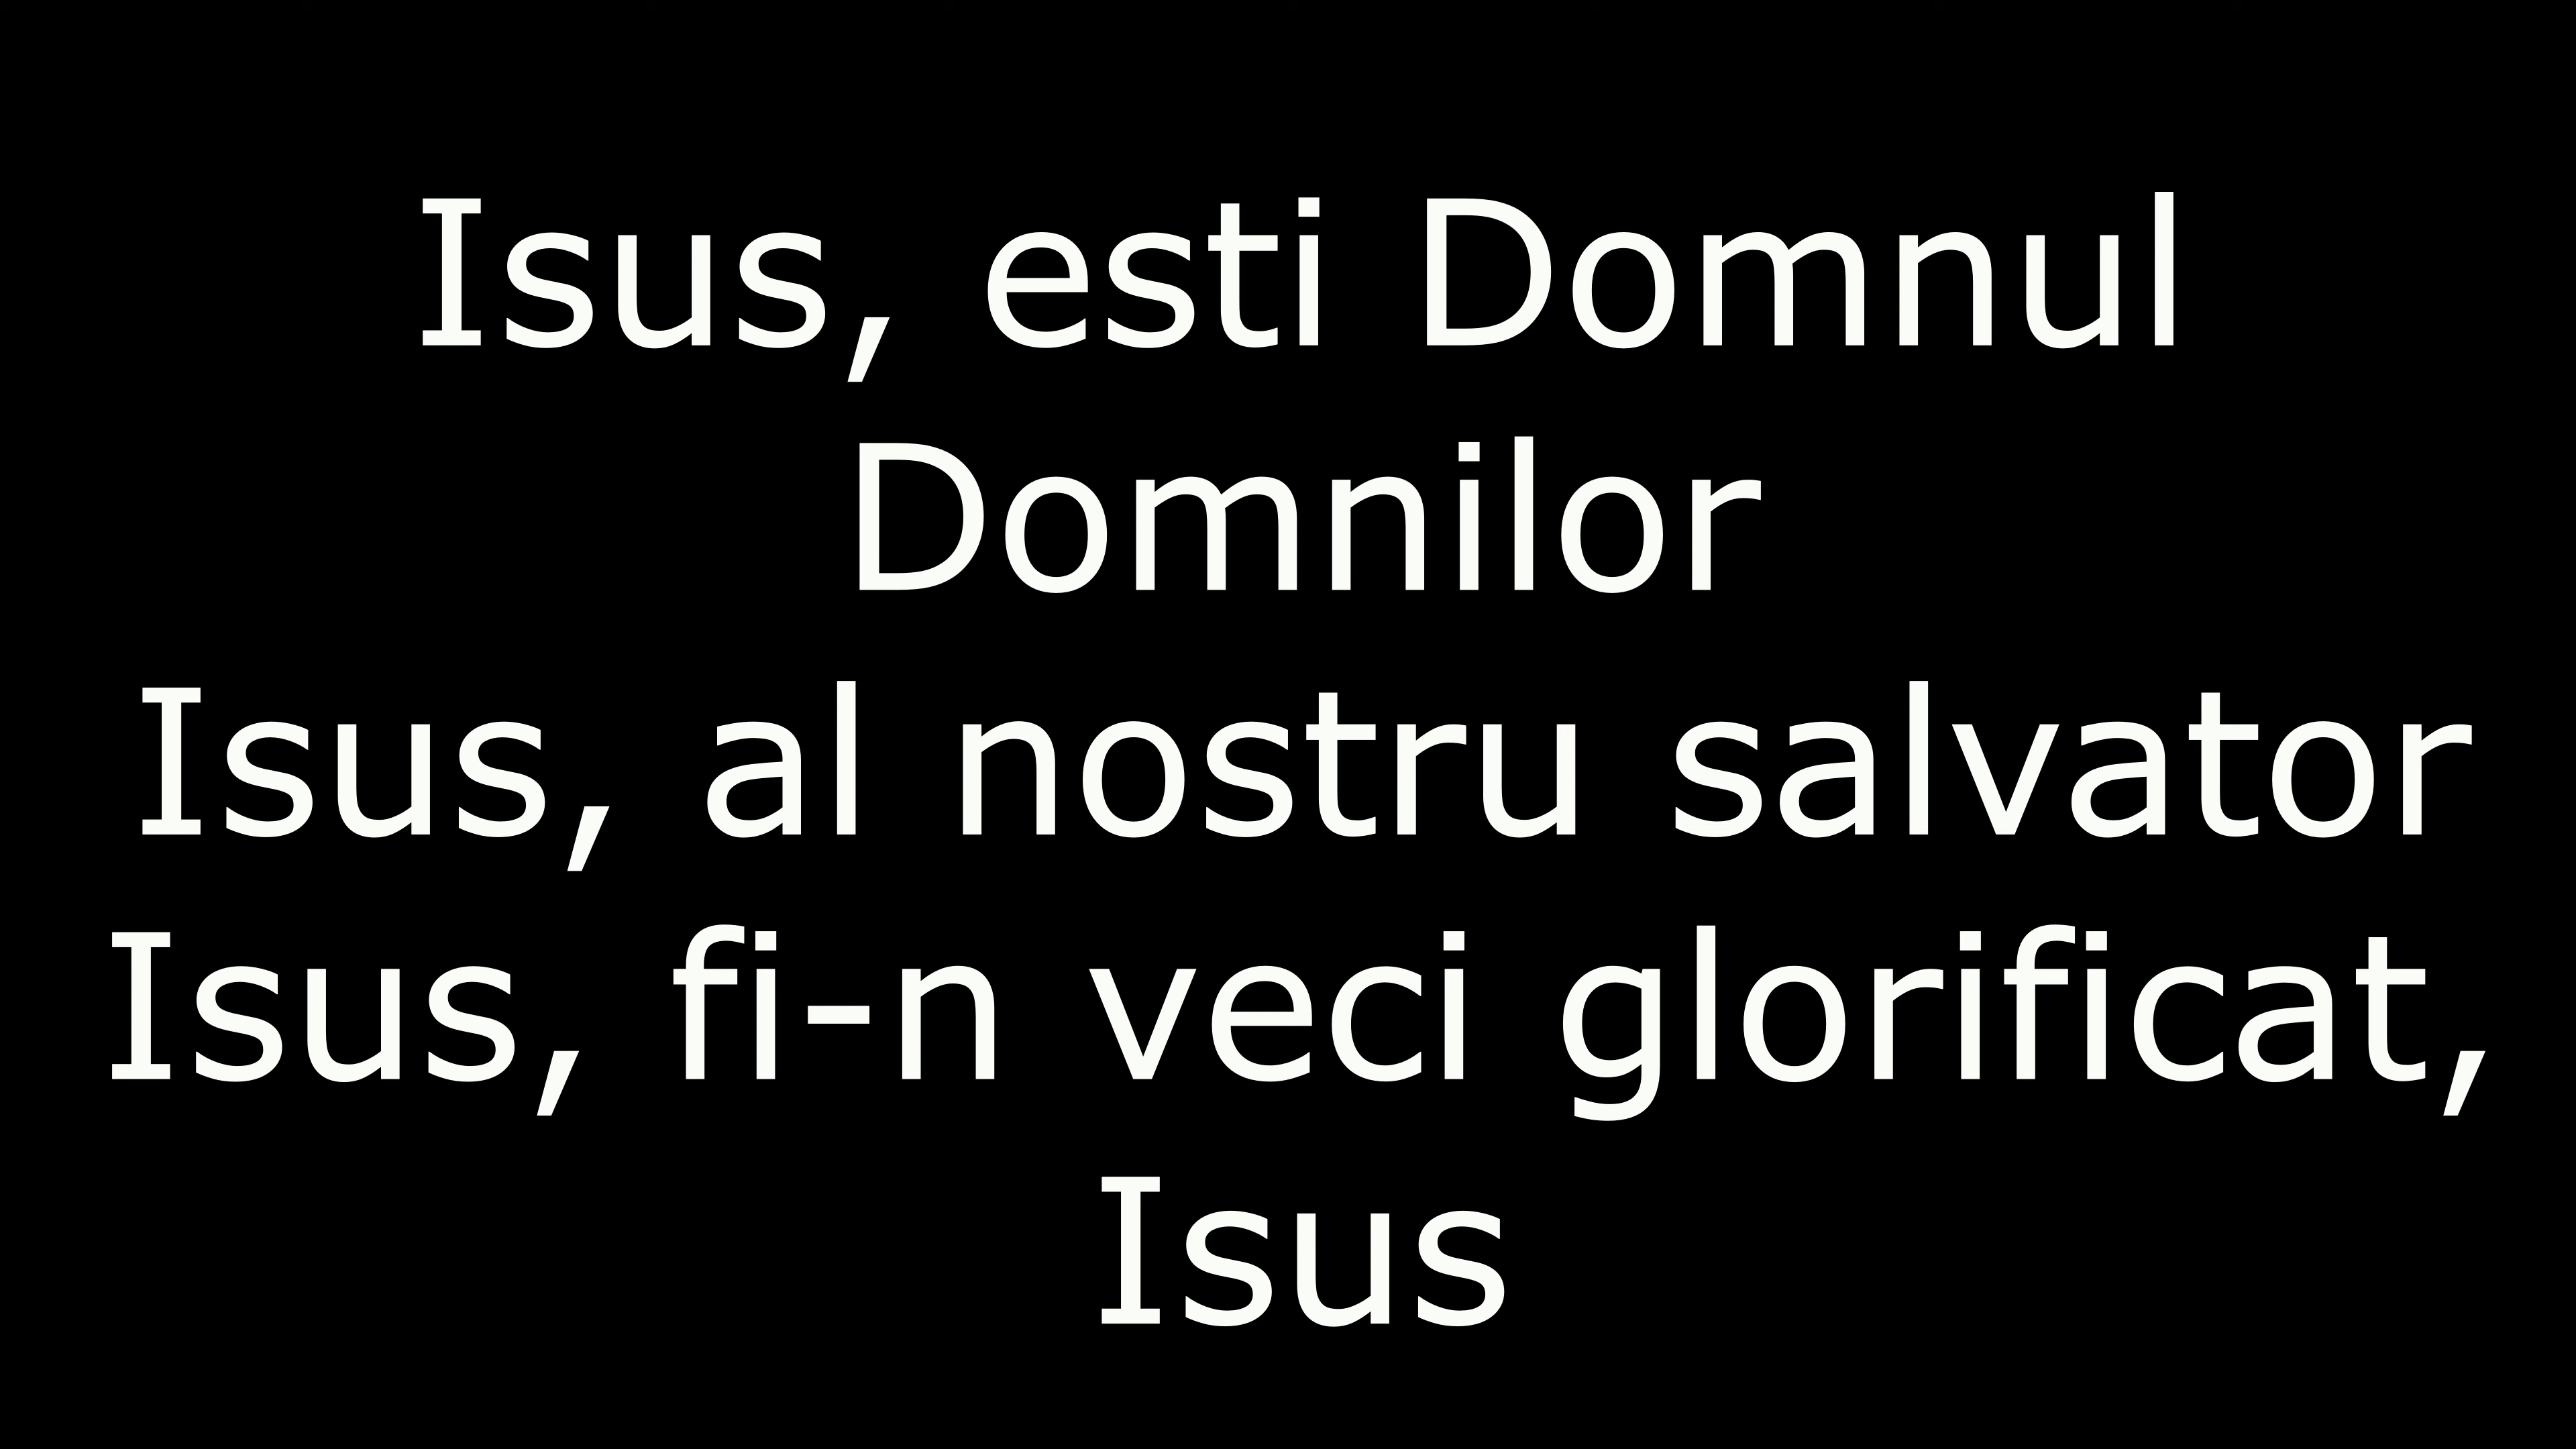 Isus, esti Domnul
Domnilor
Isus, al nostru salvator
Isus, fi-n veci glorificat,
Isus